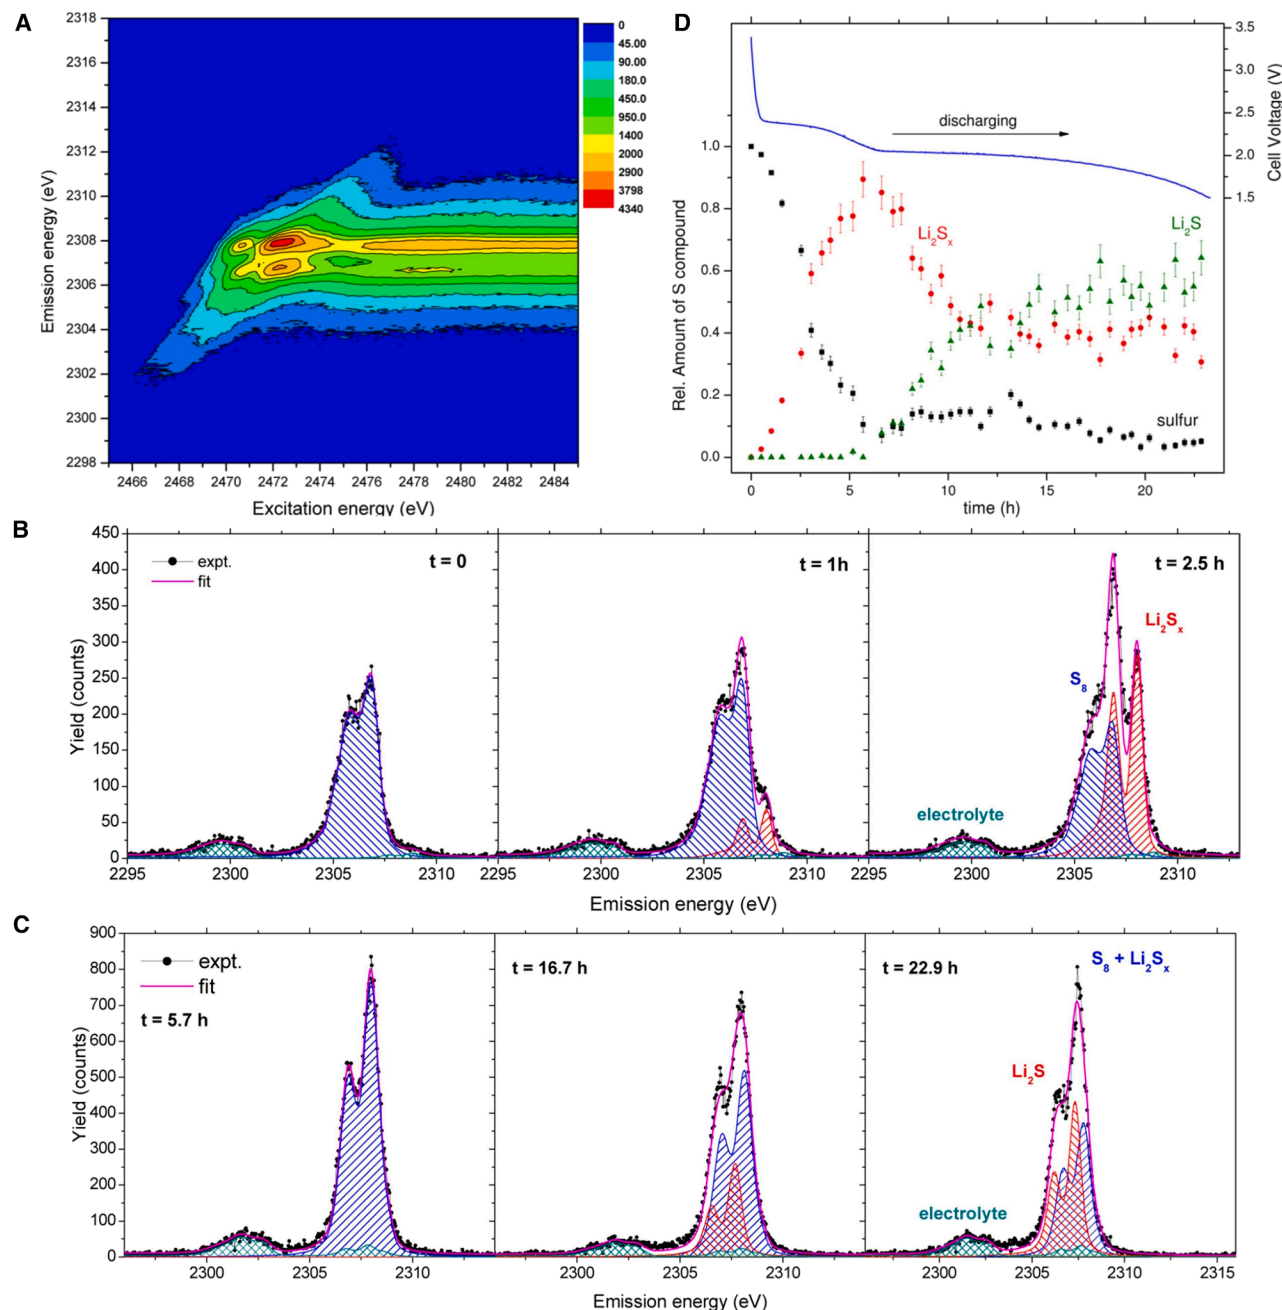 A
2318
2316
2314
2312
2310
2308
2306
2304
2302
2300
2298
Emission energy (eV)
2466 2468 2470 2472 2474 2476 2478 2480 2482 2484
Excitation energy (eV)
0
45.00
90.00
180.0
450.0
950.0
1400
2000
2900
3798
4340
D
1.0
0.8
0.6
0.4
0.2
0.0
Rel. Amount of S compound
3.5
3.0
2.5
2.0
1.5
Cell Voltage (V)
discharging
Li2Sx
Li2S
sulfur
0 5 10 15 20
time (h)
B
450
400
350
300
250
200
150
100
50
0
Yield (counts)
expt.
fit
t = 0
t = 1h
t = 2.5 h
Li2Sx
S8
electrolyte
2295 2300 2305 2310 2295 2300 2305 2310 2295 2300 2305 2310
Emission energy (eV)
C
900
800
700
600
500
400
300
200
100
0
Yield (counts)
expt.
fit
t = 5.7 h
t = 16.7 h
t = 22.9 h
S8 + Li2Sx
Li2S
electrolyte
2300 2305 2310 2300 2305 2310 2300 2305 2310 2315
Emission energy (eV)